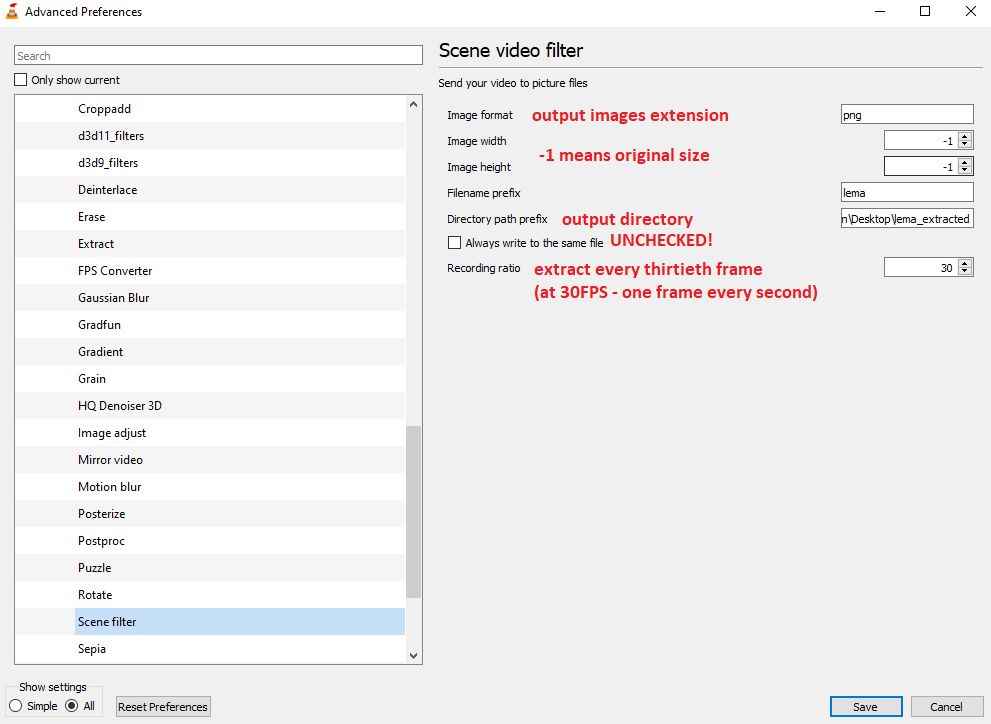 Advanced Preferences
Search
Only show current
Croppadd
d3d11_filters
d3d9_filters
Deinterlace
Erase
Extract
FPS Converter
Gaussian Blur
Gradfun
Gradient
Grain
HQ Denoiser 3D
Image adjust
Mirror video
Motion blur
Posterize
Postproc
Puzzle
Rotate
Scene filter
Sepia
Scene video filter
Send your video to picture files
Image format output images extension png
Image width -1
-1 means original size
Image height -1
Filename prefix lema
Directory path prefix output directory n\Desktop\lema_extracted
Always write to the same file UNCHECKED!
Recording ratio extract every thirtieth frame 30
(at 30FPS - one frame every second)
Show settings
Simple All
Reset Preferences
Save
Cancel